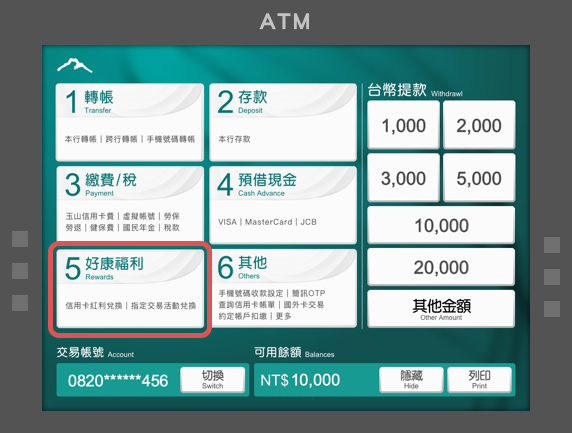 ATM
1 轉帳
Transfer
本行轉帳｜跨行轉帳｜手機號碼轉帳
2 存款
Deposit
本行存款
3 繳費/稅
Payment
玉山信用卡費｜虛擬帳號｜勞保
勞退｜健保費｜國民年金｜稅款
4 預借現金
Cash Advance
VISA｜MasterCard｜JCB
5 好康福利
Rewards
信用卡紅利兌換｜指定交易活動兌換
6 其他
Others
手機號碼收款設定｜簡訊OTP
查詢信用卡帳單｜國外卡交易
約定帳戶扣繳｜更多
台幣提款 Withdrawl
1,000
2,000
3,000
5,000
10,000
20,000
其他金額
Other Amount
交易帳號 Account
0820******456
切換
Switch
可用餘額 Balances
NT$ 10,000
隱藏
Hide
列印
Print